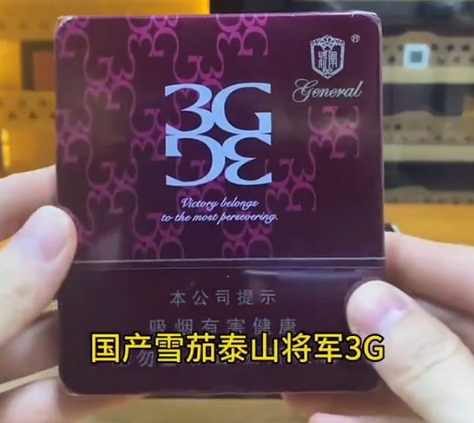 ®
General
3G
3G
Victory belongs
to the most persevering.
本公司提示
吸烟有害健康
国产雪茄泰山将军3G